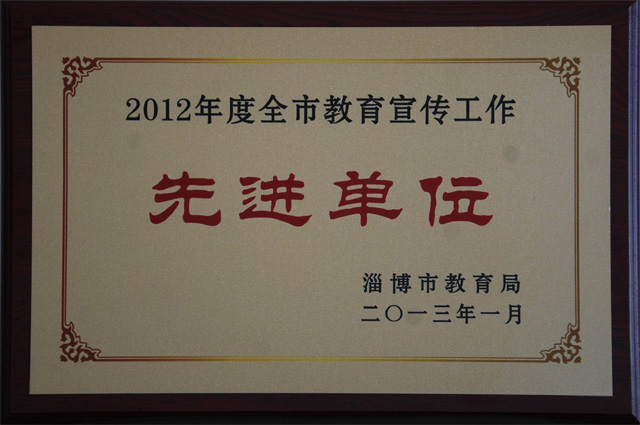 2012年度全市教育宣传工作
先进单位
淄博市教育局
二〇一三年一月